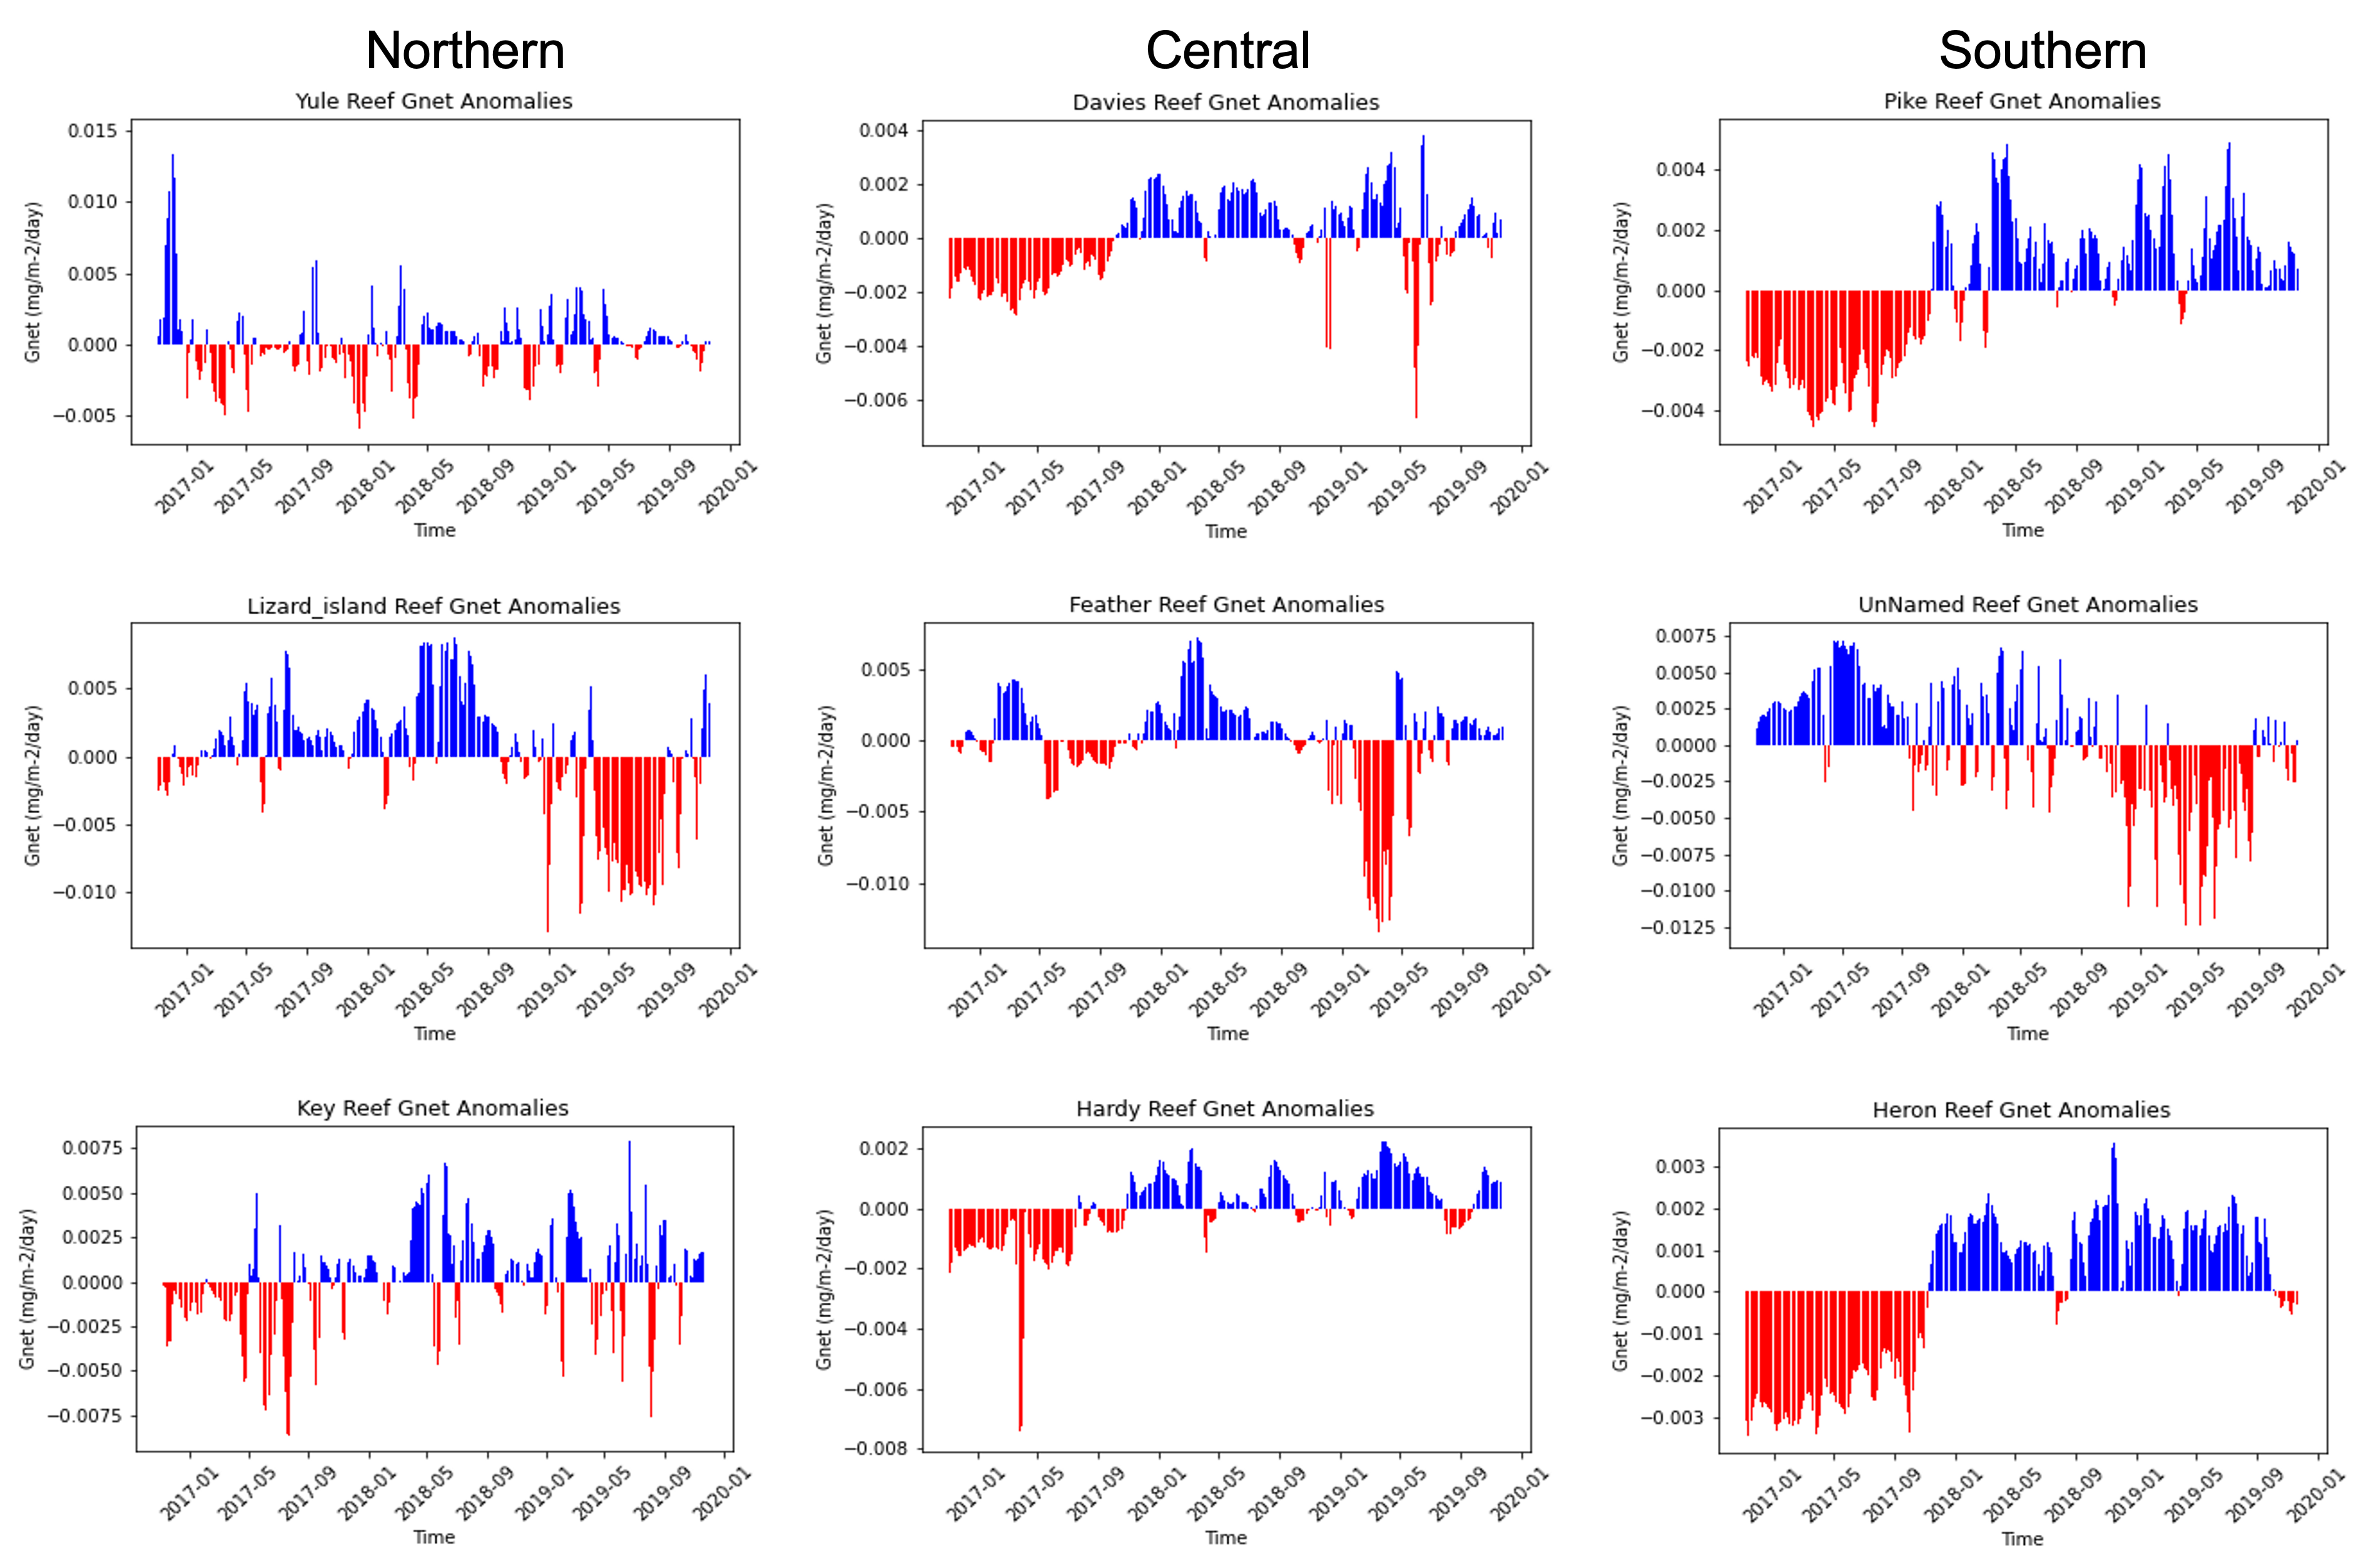 Northern Central Southern
Yule Reef Gnet Anomalies
Gnet (mg/m-2/day)
0.015
0.010
0.005
0.000
−0.005
2017-01 2017-05 2017-09 2018-01 2018-05 2018-09 2019-01 2019-05 2019-09 2020-01
Time
Davies Reef Gnet Anomalies
Gnet (mg/m-2/day)
0.004
0.002
0.000
−0.002
−0.004
−0.006
2017-01 2017-05 2017-09 2018-01 2018-05 2018-09 2019-01 2019-05 2019-09 2020-01
Time
Pike Reef Gnet Anomalies
Gnet (mg/m-2/day)
0.004
0.002
0.000
−0.002
−0.004
2017-01 2017-05 2017-09 2018-01 2018-05 2018-09 2019-01 2019-05 2019-09 2020-01
Time
Lizard_island Reef Gnet Anomalies
Gnet (mg/m-2/day)
0.005
0.000
−0.005
−0.010
2017-01 2017-05 2017-09 2018-01 2018-05 2018-09 2019-01 2019-05 2019-09 2020-01
Time
Feather Reef Gnet Anomalies
Gnet (mg/m-2/day)
0.005
0.000
−0.005
−0.010
2017-01 2017-05 2017-09 2018-01 2018-05 2018-09 2019-01 2019-05 2019-09 2020-01
Time
UnNamed Reef Gnet Anomalies
Gnet (mg/m-2/day)
0.0075
0.0050
0.0025
0.0000
−0.0025
−0.0050
−0.0075
−0.0100
−0.0125
2017-01 2017-05 2017-09 2018-01 2018-05 2018-09 2019-01 2019-05 2019-09 2020-01
Time
Key Reef Gnet Anomalies
Gnet (mg/m-2/day)
0.0075
0.0050
0.0025
0.0000
−0.0025
−0.0050
−0.0075
2017-01 2017-05 2017-09 2018-01 2018-05 2018-09 2019-01 2019-05 2019-09 2020-01
Time
Hardy Reef Gnet Anomalies
Gnet (mg/m-2/day)
0.002
0.000
−0.002
−0.004
−0.006
−0.008
2017-01 2017-05 2017-09 2018-01 2018-05 2018-09 2019-01 2019-05 2019-09 2020-01
Time
Heron Reef Gnet Anomalies
Gnet (mg/m-2/day)
0.003
0.002
0.001
0.000
−0.001
−0.002
−0.003
2017-01 2017-05 2017-09 2018-01 2018-05 2018-09 2019-01 2019-05 2019-09 2020-01
Time